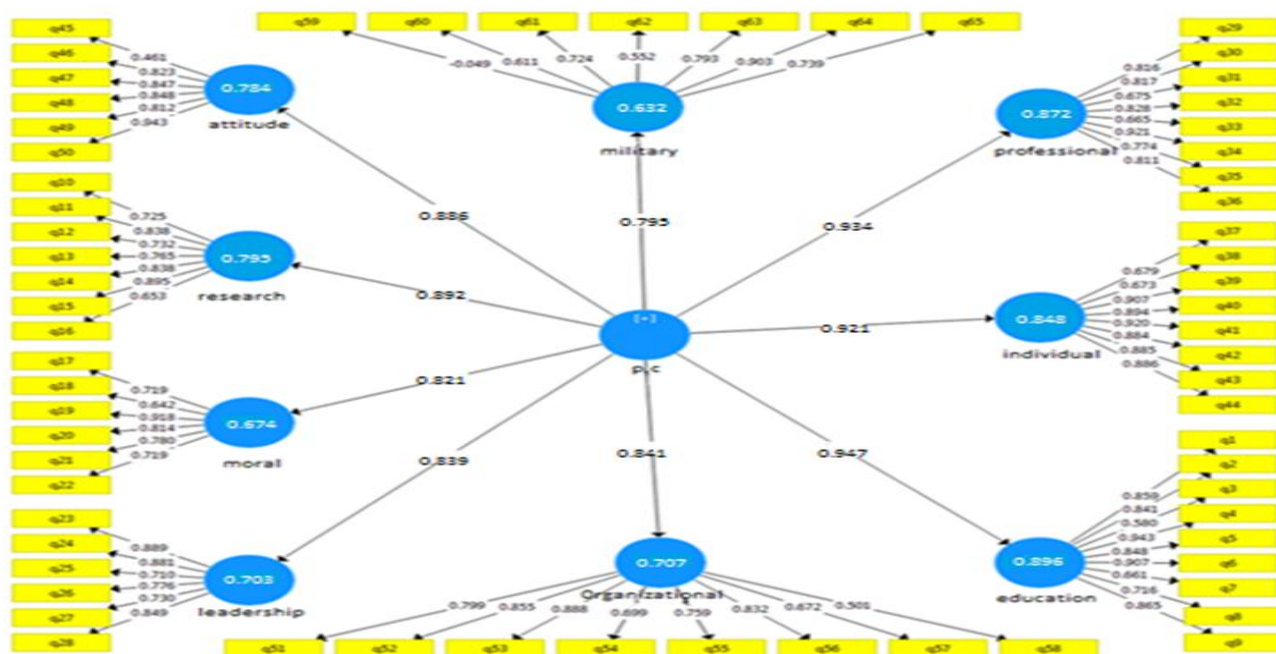 q59 q60 q61 q62 q63 q64 q65
-0.049 0.611 0.724 0.552 0.793 0.903 0.739
0.632
military
q45
q46
q47
q48
q49
q50
0.461
0.823
0.847
0.848
0.812
0.943
0.784
attitude
q29
q30
q31
q32
q33
q34
q35
q36
0.816
0.817
0.675
0.828
0.665
0.921
0.774
0.811
0.872
professional
q10
q11
q12
q13
q14
q15
q16
0.725
0.838
0.732
0.765
0.838
0.895
0.653
0.795
research
q37
q38
q39
q40
q41
q42
q43
q44
0.679
0.673
0.907
0.894
0.920
0.884
0.885
0.886
0.848
individual
0.886
0.795
0.934
0.892
0.921
[+]
p,c
0.821
0.839
0.841
0.947
q17
q18
q19
q20
q21
q22
0.719
0.642
0.918
0.814
0.780
0.719
0.674
moral
q23
q24
q25
q26
q27
q28
0.889
0.881
0.710
0.776
0.730
0.849
0.703
leadership
0.707
Organizational
0.799 0.855 0.888 0.699 0.759 0.832 0.672 0.501
q51 q52 q53 q54 q55 q56 q57 q58
q1
q2
q3
q4
q5
q6
q7
q8
q9
0.859
0.841
0.580
0.943
0.848
0.907
0.661
0.716
0.865
0.896
education